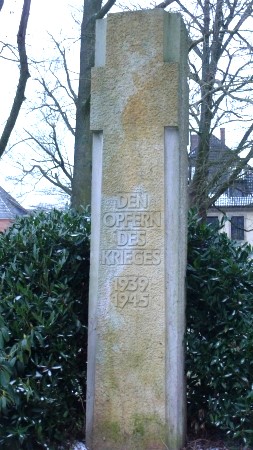 DEN
OPFERN
DES
KRIEGES
1939
1945